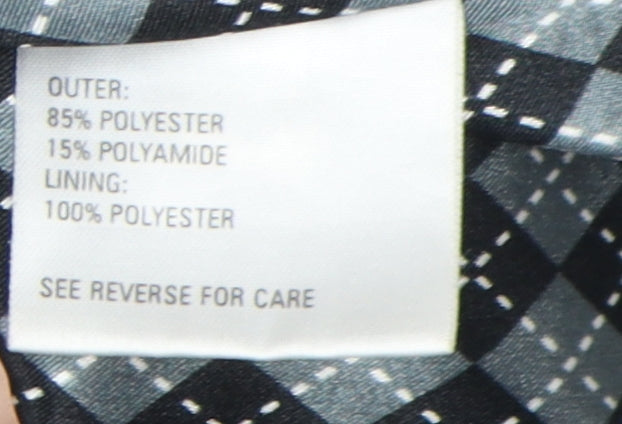 OUTER:
85% POLYESTER
15% POLYAMIDE
LINING:
100% POLYESTER
SEE REVERSE FOR CARE